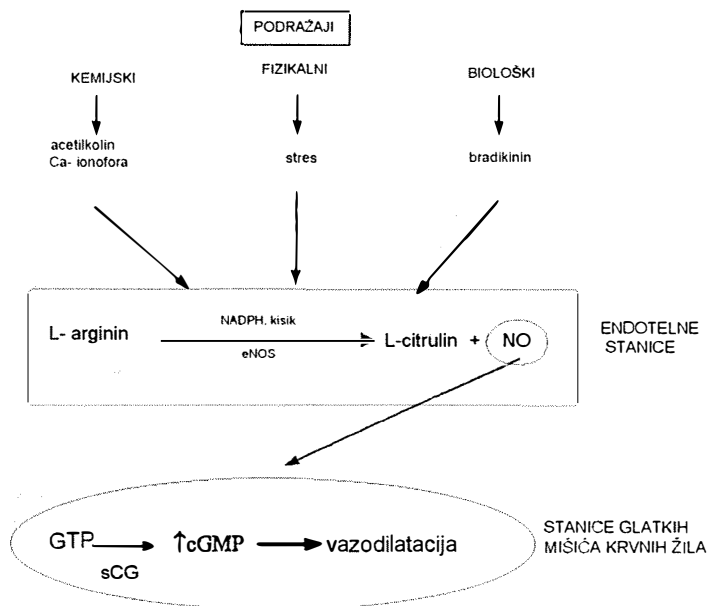 PODRAŽAJI
KEMIJSKI
FIZIKALNI
BIOLOŠKI
acetilkolin
Ca- ionofora
stres
bradikinin
L- arginin
NADPH, kisik
eNOS
L-citrulin + NO
ENDOTELNE
STANICE
GTP
sCG
↑cGMP
vazodilatacija
STANICE GLATKIH
MIŠIĆA KRVNIH ŽILA